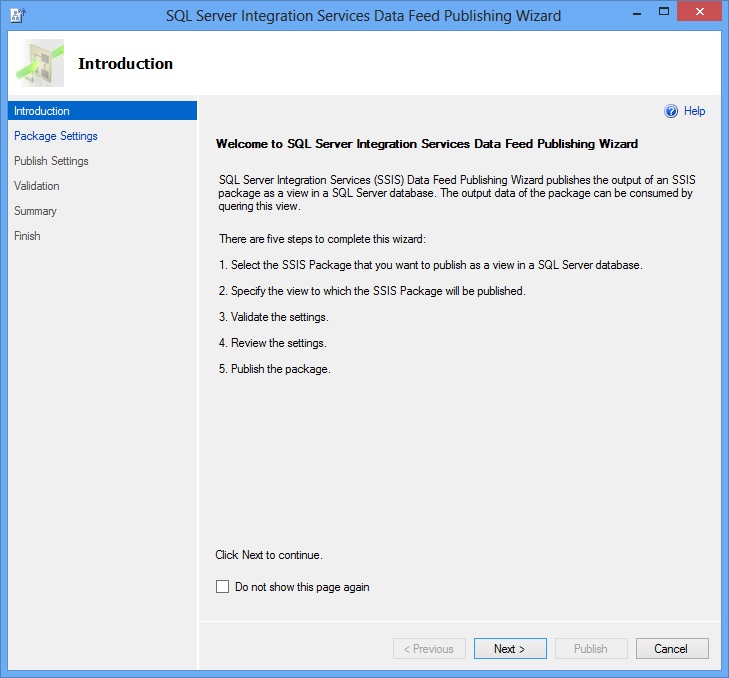 SQL Server Integration Services Data Feed Publishing Wizard
Introduction
Introduction
Package Settings
Publish Settings
Validation
Summary
Finish
Help
Welcome to SQL Server Integration Services Data Feed Publishing Wizard
SQL Server Integration Services (SSIS) Data Feed Publishing Wizard publishes the output of an SSIS
package as a view in a SQL Server database. The output data of the package can be consumed by
quering this view.
There are five steps to complete this wizard:
1. Select the SSIS Package that you want to publish as a view in a SQL Server database.
2. Specify the view to which the SSIS Package will be published.
3. Validate the settings.
4. Review the settings.
5. Publish the package.
Click Next to continue.
Do not show this page again
< Previous Next > Publish Cancel